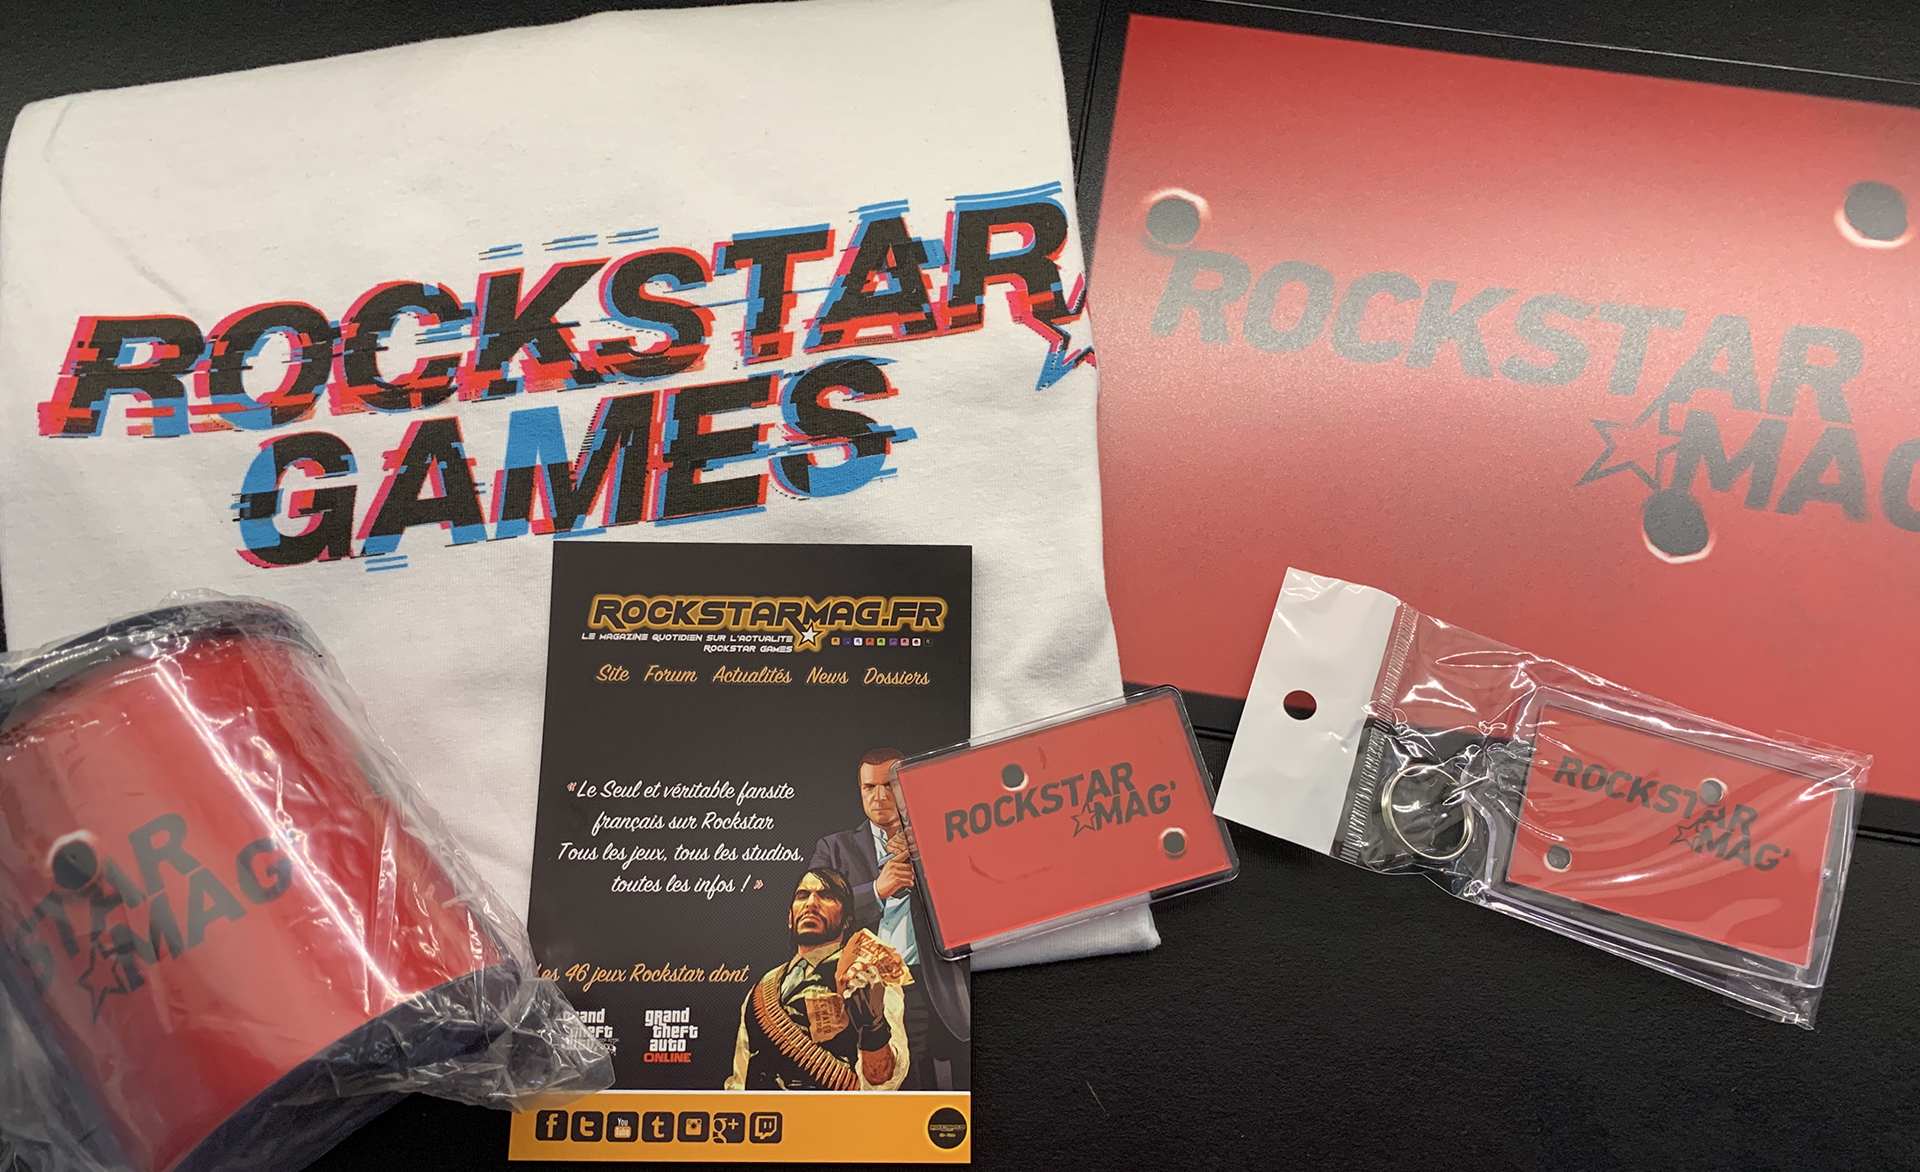 ROCKSTAR
GAMES
ROCKSTAR
MAG'
ROCKSTARMAG.FR
LE MAGAZINE QUOTIDIEN SUR L'ACTUALITE
ROCKSTAR GAMES
Site Forum Actualités News Dossiers
« Le Seul et véritable fansite
français sur Rockstar
Tous les jeux, tous les studios,
toutes les infos ! »
Les 46 jeux Rockstar dont
grand
theft
auto
ONLINE
You
Tube
g+
STAR
MAG'
ROCKSTAR
MAG'
ROCKSTAR
MAG'